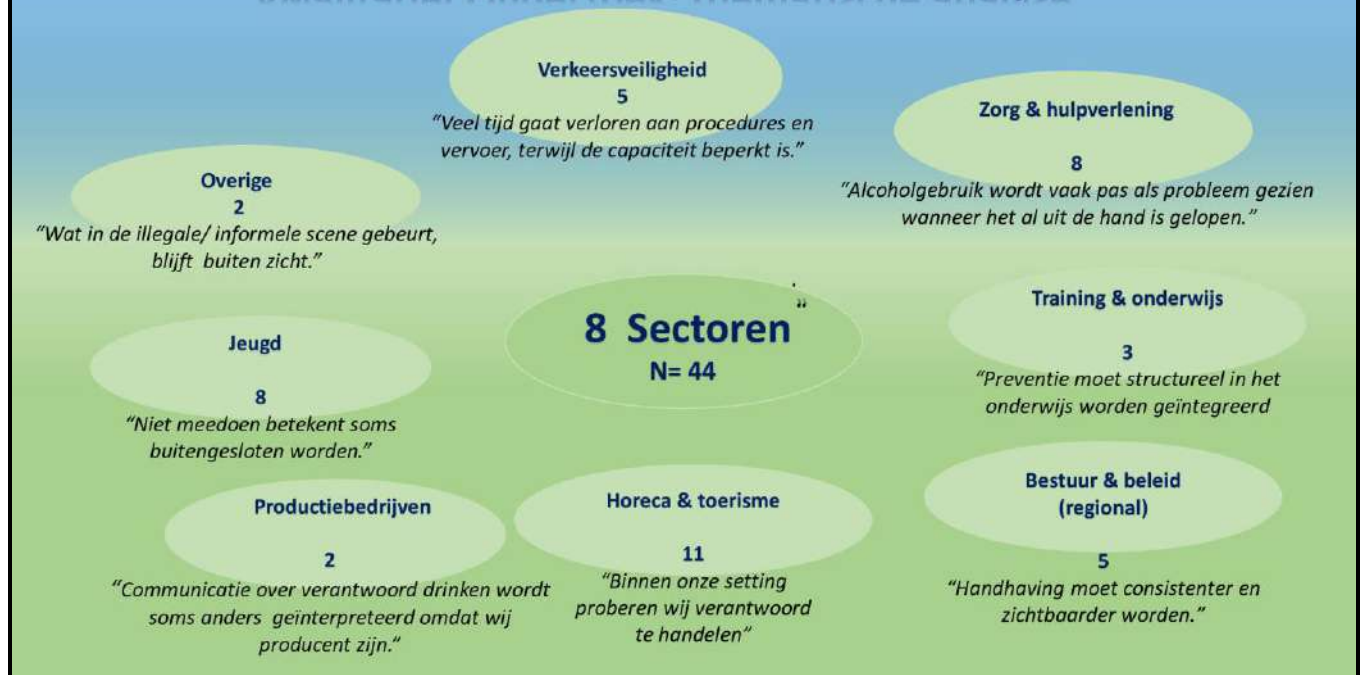 Verkeersveiligheid
5
"Veel tijd gaat verloren aan procedures en
vervoer, terwijl de capaciteit beperkt is."
Zorg & hulpverlening
8
"Alcoholgebruik wordt vaak pas als probleem gezien
wanneer het al uit de hand is gelopen."
Overige
2
"Wat in de illegale/ informele scene gebeurt,
blijft buiten zicht."
8 Sectoren
N= 44
Training & onderwijs
3
"Preventie moet structureel in het
onderwijs worden geïntegreerd
Jeugd
8
"Niet meedoen betekent soms
buitengesloten worden."
Bestuur & beleid
(regional)
5
"Handhaving moet consistenter en
zichtbaarder worden."
Productiebedrijven
2
"Communicatie over verantwoord drinken wordt
soms anders geïnterpreteerd omdat wij
producent zijn."
Horeca & toerisme
11
"Binnen onze setting
proberen wij verantwoord
te handelen"